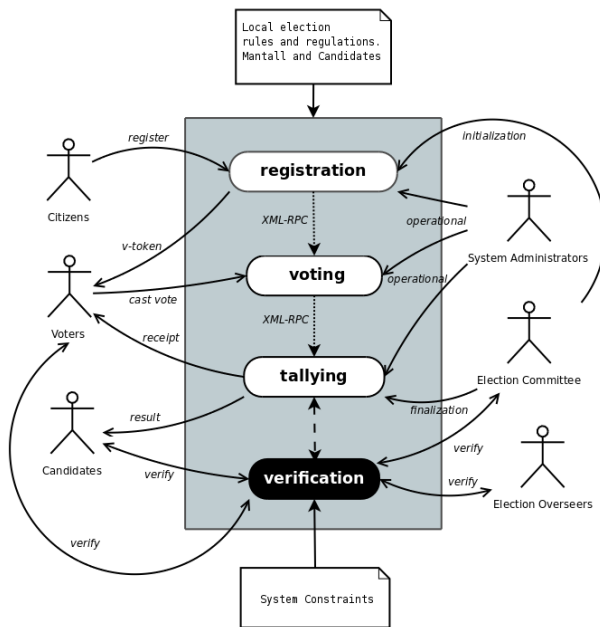 Local election
rules and regulations.
Mantall and Candidates
register
initialization
registration
Citizens
XML-RPC
operational
v-token
System Administrators
voting
operational
cast vote
Voters
XML-RPC
receipt
tallying
Election Committee
result
finalization
Candidates
verify
verify
verification
verify
Election Overseers
verify
System Constraints